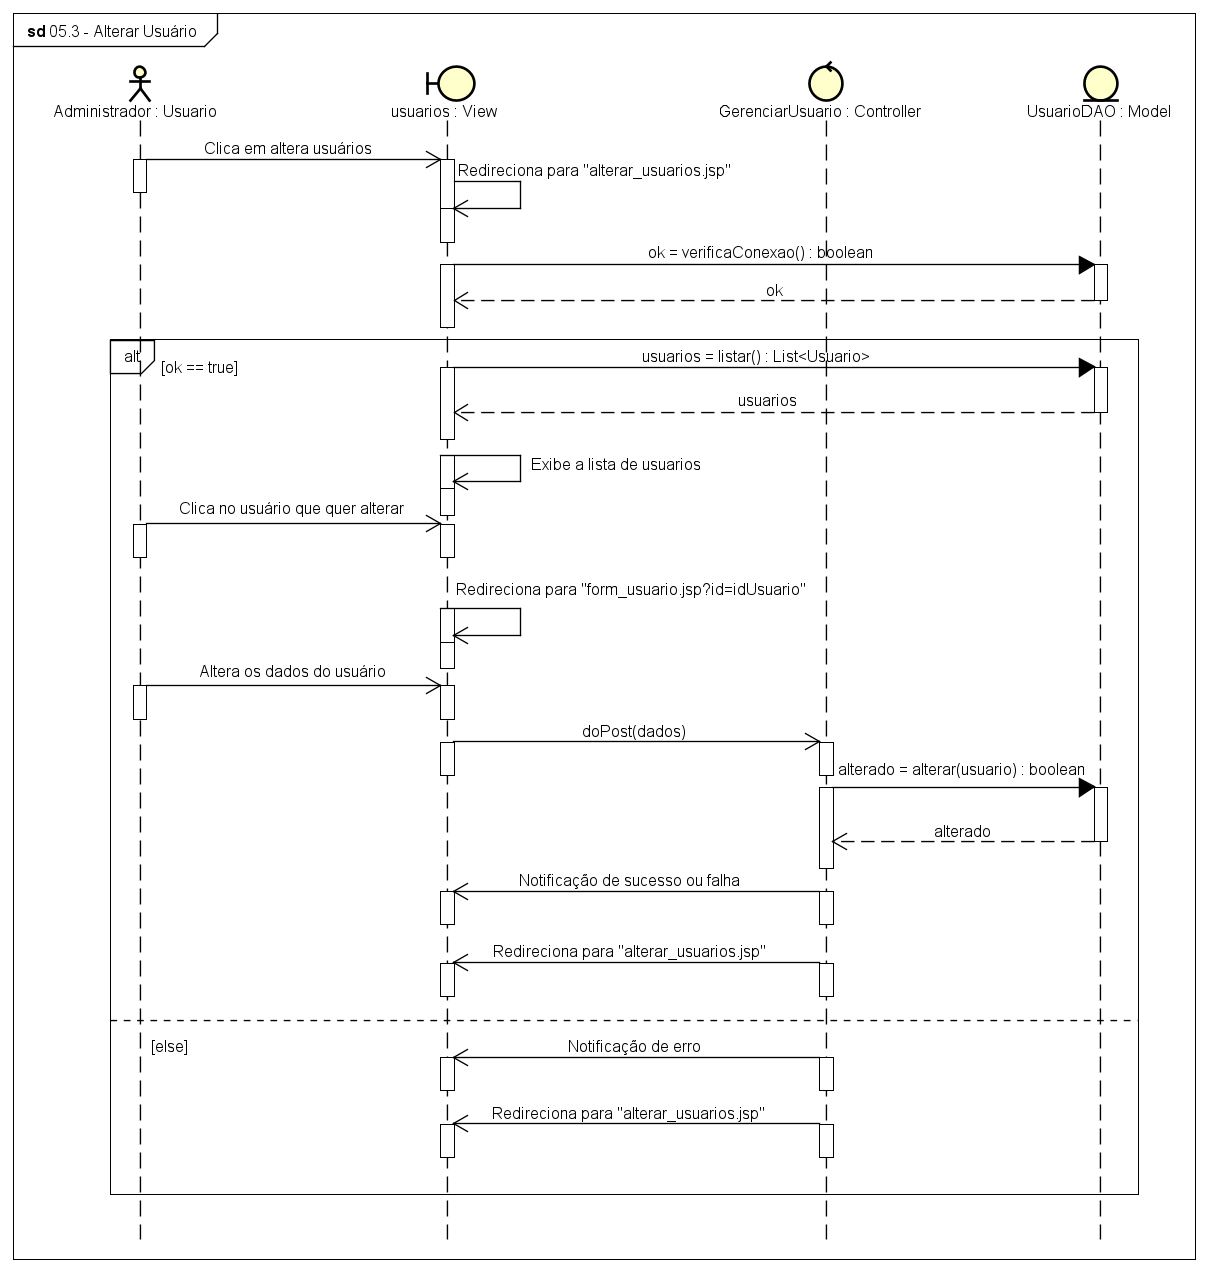 sd 05.3 - Alterar Usuário
Administrador : Usuario
usuarios : View
GerenciarUsuario : Controller
UsuarioDAO : Model
Clica em altera usuários
Redireciona para "alterar_usuarios.jsp"
ok = verificaConexao() : boolean
ok
alt
[ok == true]
usuarios = listar() : List<Usuario>
usuarios
Exibe a lista de usuarios
Clica no usuário que quer alterar
Redireciona para "form_usuario.jsp?id=idUsuario"
Altera os dados do usuário
doPost(dados)
alterado = alterar(usuario) : boolean
alterado
Notificação de sucesso ou falha
Redireciona para "alterar_usuarios.jsp"
[else]
Notificação de erro
Redireciona para "alterar_usuarios.jsp"